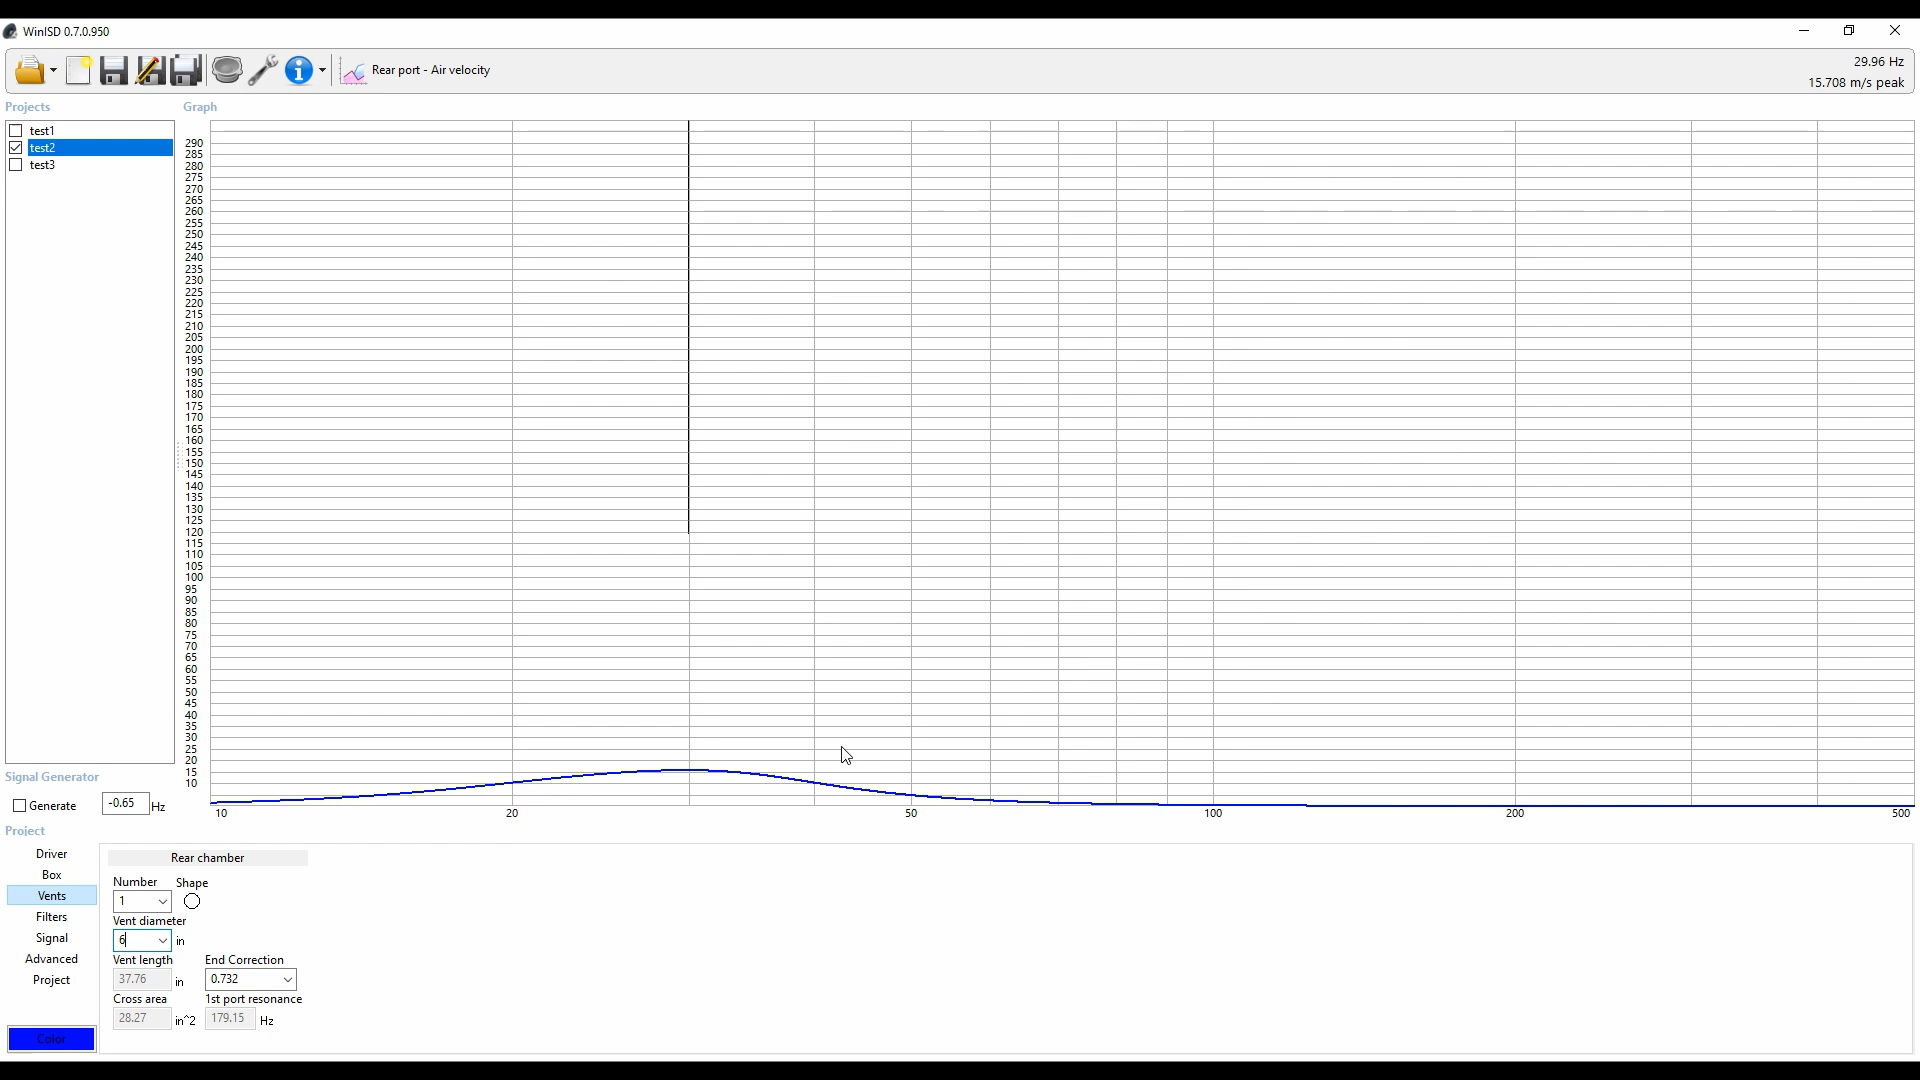 WinISD 0.7.0.950
Rear port - Air velocity
29.96 Hz
15.708 m/s peak
Projects
Graph
test1
test2
test3
290
285
280
275
270
265
260
255
250
245
240
235
230
225
220
215
210
205
200
195
190
185
180
175
170
165
160
155
150
145
140
135
130
125
120
115
110
105
100
95
90
85
80
75
70
65
60
55
50
45
40
35
30
25
20
15
10
10 20 50 100 200 500
Signal Generator
Generate -0.65 Hz
Project
Driver
Box
Vents
Filters
Signal
Advanced
Project
Color
Rear chamber
Number Shape
1
Vent diameter
6 in
Vent length End Correction
37.76 in 0.732
Cross area 1st port resonance
28.27 in^2 179.15 Hz